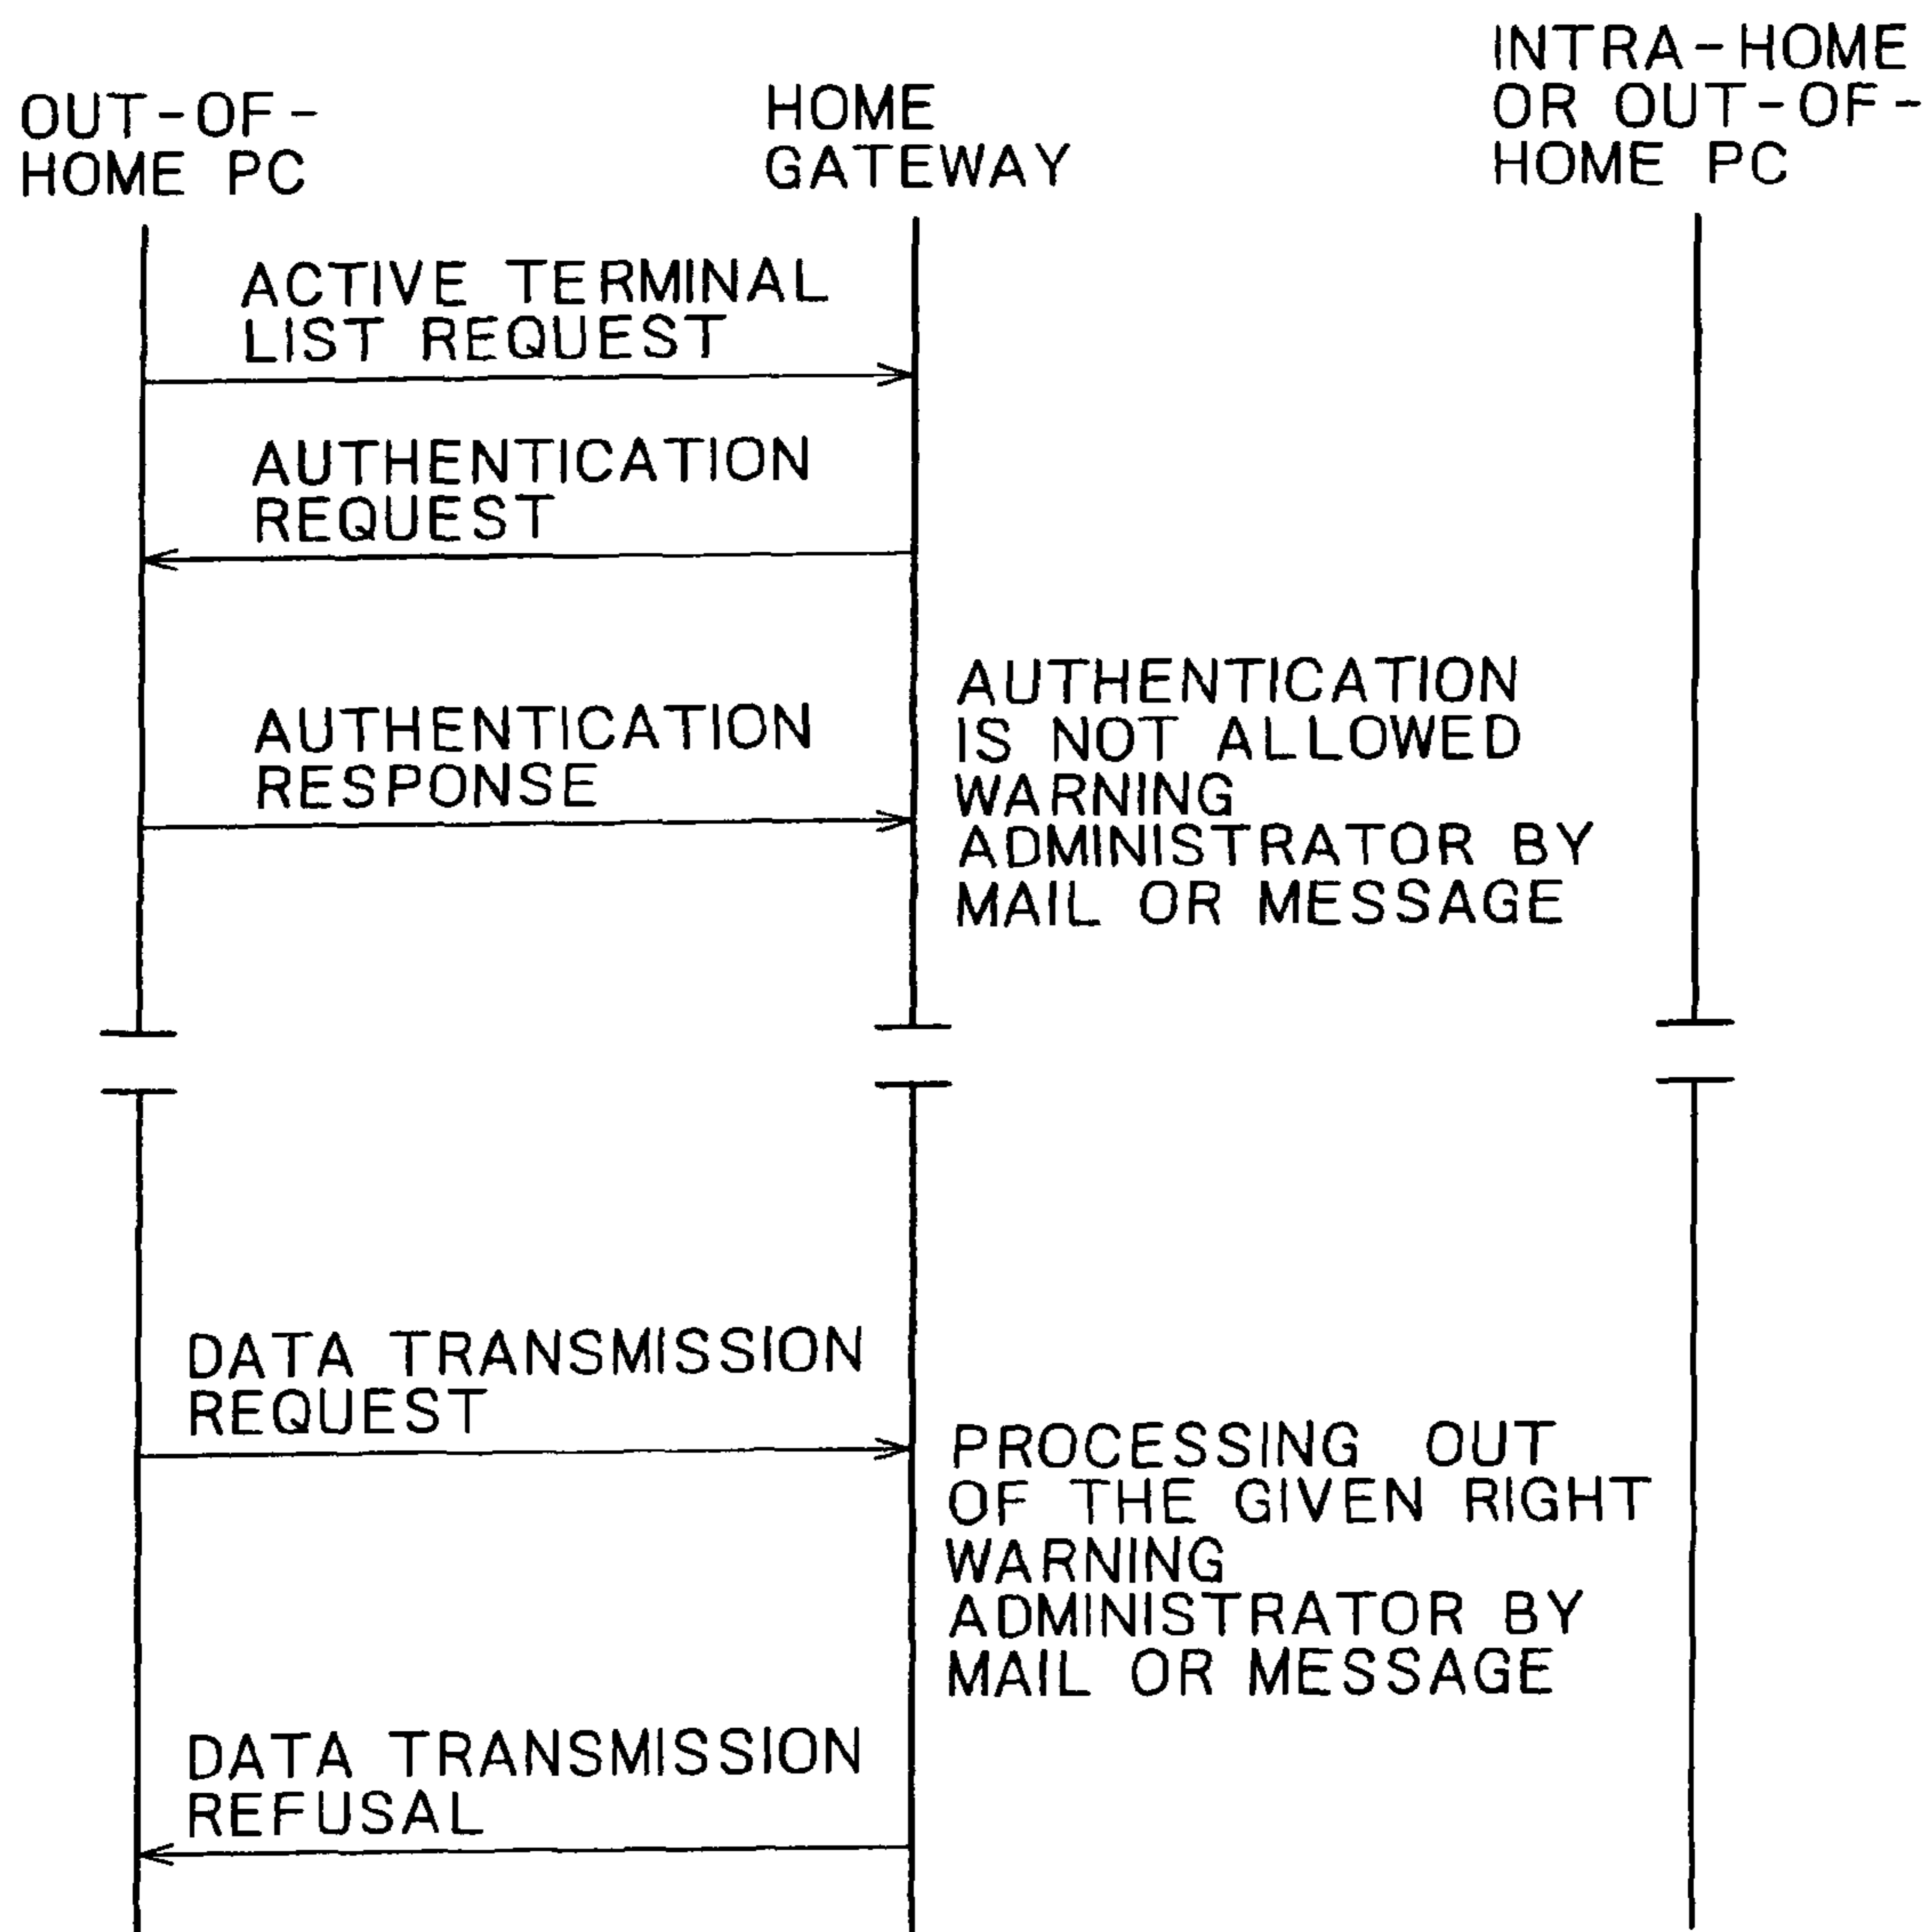 OUT-OF-
HOME PC
HOME
GATEWAY
INTRA-HOME
OR OUT-OF-
HOME PC
ACTIVE TERMINAL
LIST REQUEST
AUTHENTICATION
REQUEST
AUTHENTICATION
RESPONSE
AUTHENTICATION
IS NOT ALLOWED
WARNING
ADMINISTRATOR BY
MAIL OR MESSAGE
DATA TRANSMISSION
REQUEST
PROCESSING OUT
OF THE GIVEN RIGHT
WARNING
ADMINISTRATOR BY
MAIL OR MESSAGE
DATA TRANSMISSION
REFUSAL